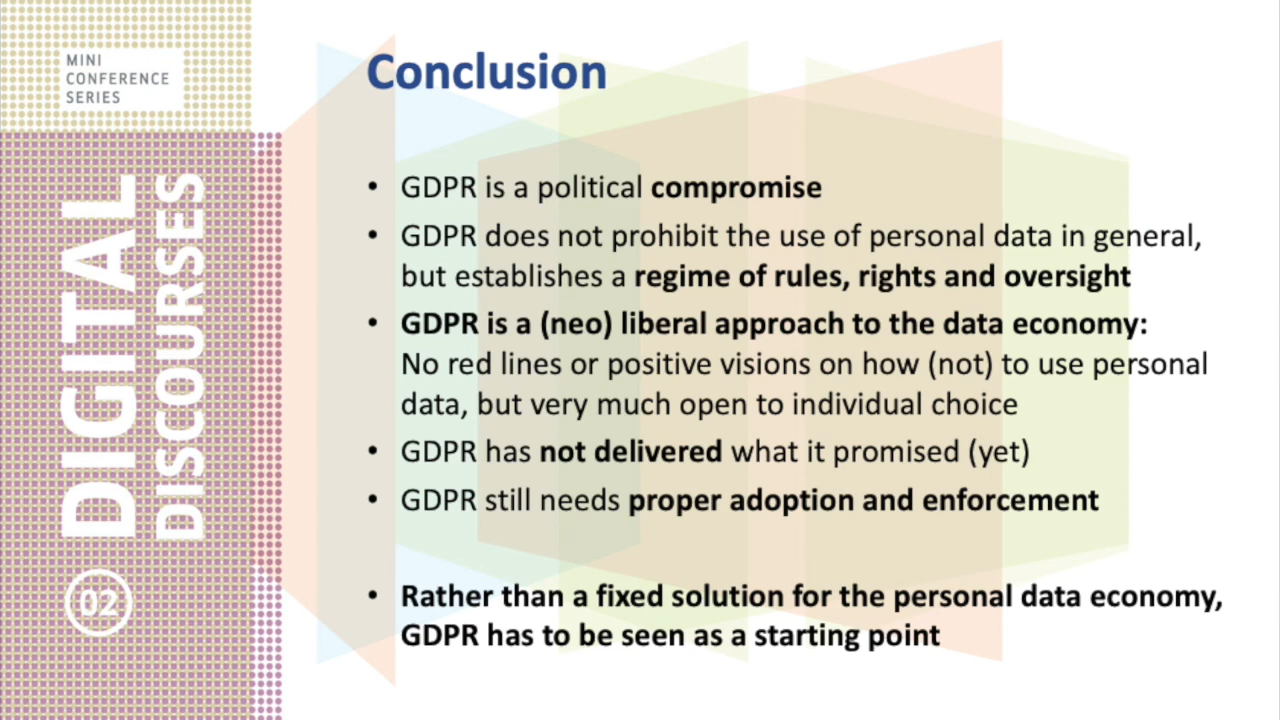 MINI
CONFERENCE
SERIES
DIGITAL
DISCOURSES
02
Conclusion
• GDPR is a political compromise
• GDPR does not prohibit the use of personal data in general,
but establishes a regime of rules, rights and oversight
• GDPR is a (neo) liberal approach to the data economy:
No red lines or positive visions on how (not) to use personal
data, but very much open to individual choice
• GDPR has not delivered what it promised (yet)
• GDPR still needs proper adoption and enforcement
• Rather than a fixed solution for the personal data economy,
GDPR has to be seen as a starting point